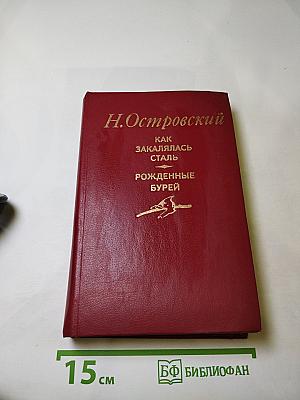 Н.Островский
КАК
ЗАКАЛЯЛАСЬ
СТАЛЬ
РОЖДЕННЫЕ
БУРЕЙ
15 см
БФ БИБЛИОФАН